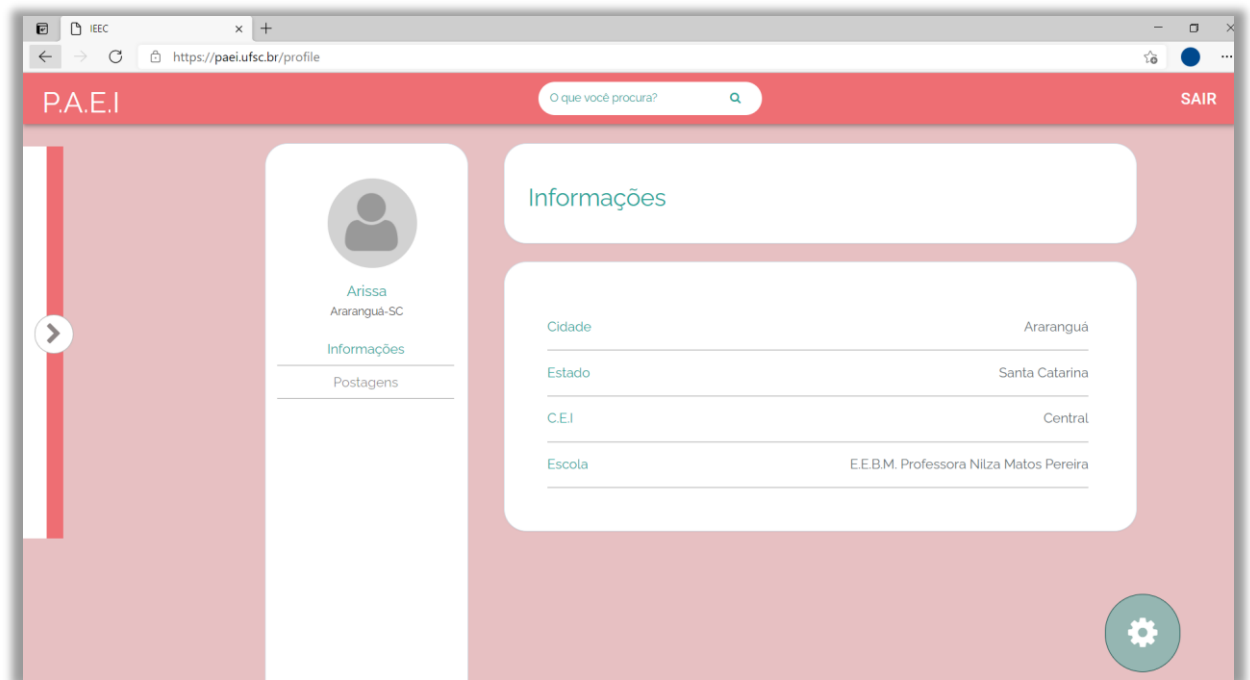 IEEC
https://paei.ufsc.br/profile
P.A.E.I
O que você procura?
SAIR
Arissa
Araranguá-SC
Informações
Postagens
Informações
Cidade Araranguá
Estado Santa Catarina
C.E.I Central
Escola E.E.B.M. Professora Nilza Matos Pereira